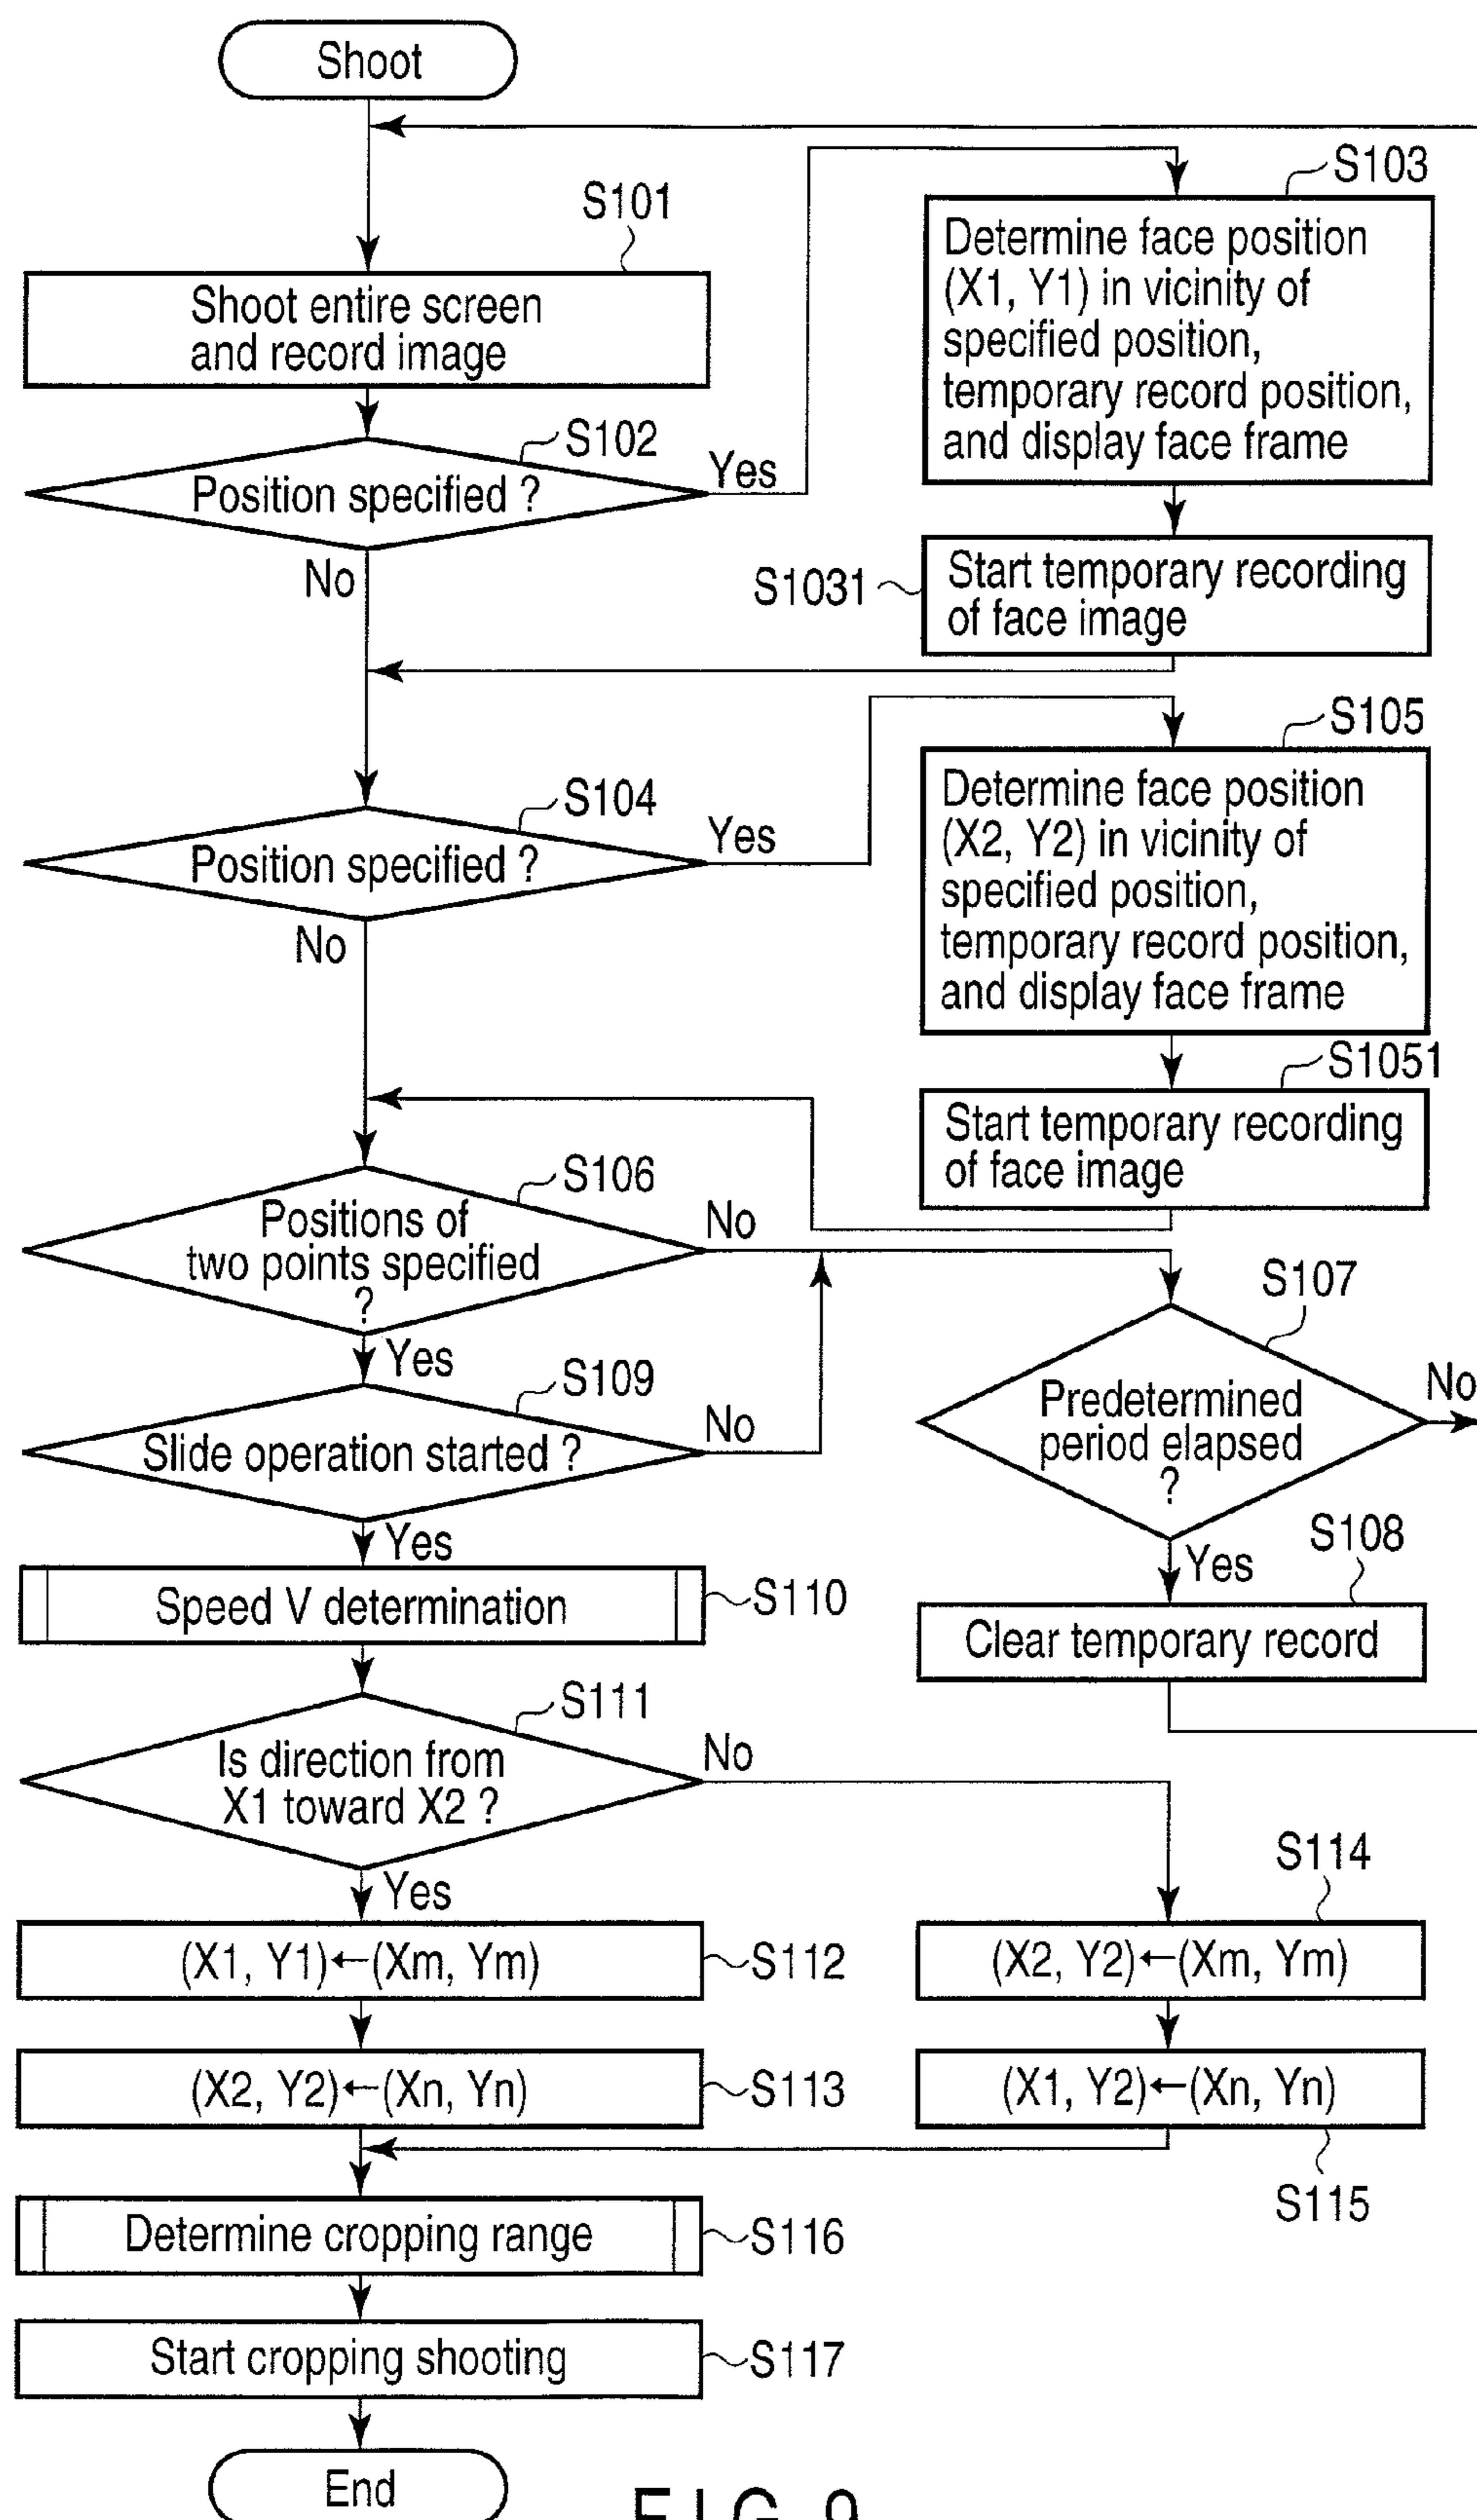 Shoot
S101
Shoot entire screen
and record image
S102
Position specified ?
Yes
No
S103
Determine face position
(X1, Y1) in vicinity of
specified position,
temporary record position,
and display face frame
S1031
Start temporary recording
of face image
S104
Position specified ?
Yes
No
S105
Determine face position
(X2, Y2) in vicinity of
specified position,
temporary record position,
and display face frame
S1051
Start temporary recording
of face image
S106
Positions of
two points specified
?
No
Yes
S107
Predetermined
period elapsed
?
No
Yes
S108
Clear temporary record
S109
Slide operation started ?
No
Yes
Speed V determination
S110
S111
Is direction from
X1 toward X2 ?
No
Yes
(X1, Y1)←(Xm, Ym)
S112
(X2, Y2)←(Xn, Yn)
S113
S114
(X2, Y2)←(Xm, Ym)
(X1, Y2)←(Xn, Yn)
S115
Determine cropping range
S116
Start cropping shooting
S117
End
FIG. 9